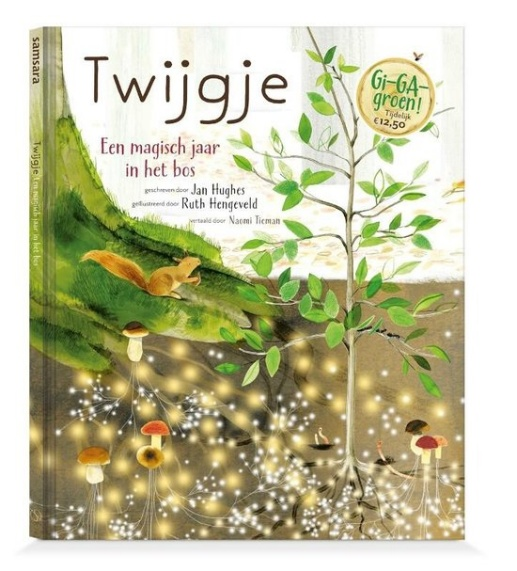 samsara
Twijgje Een magisch jaar in het bos
Twijgje
Een magisch jaar
in het bos
geschreven door Jan Hughes
geïllustreerd door Ruth Hengeveld
vertaald door Naomi Tieman
Gi-GA-
groen!
Tijdelijk
€12,50